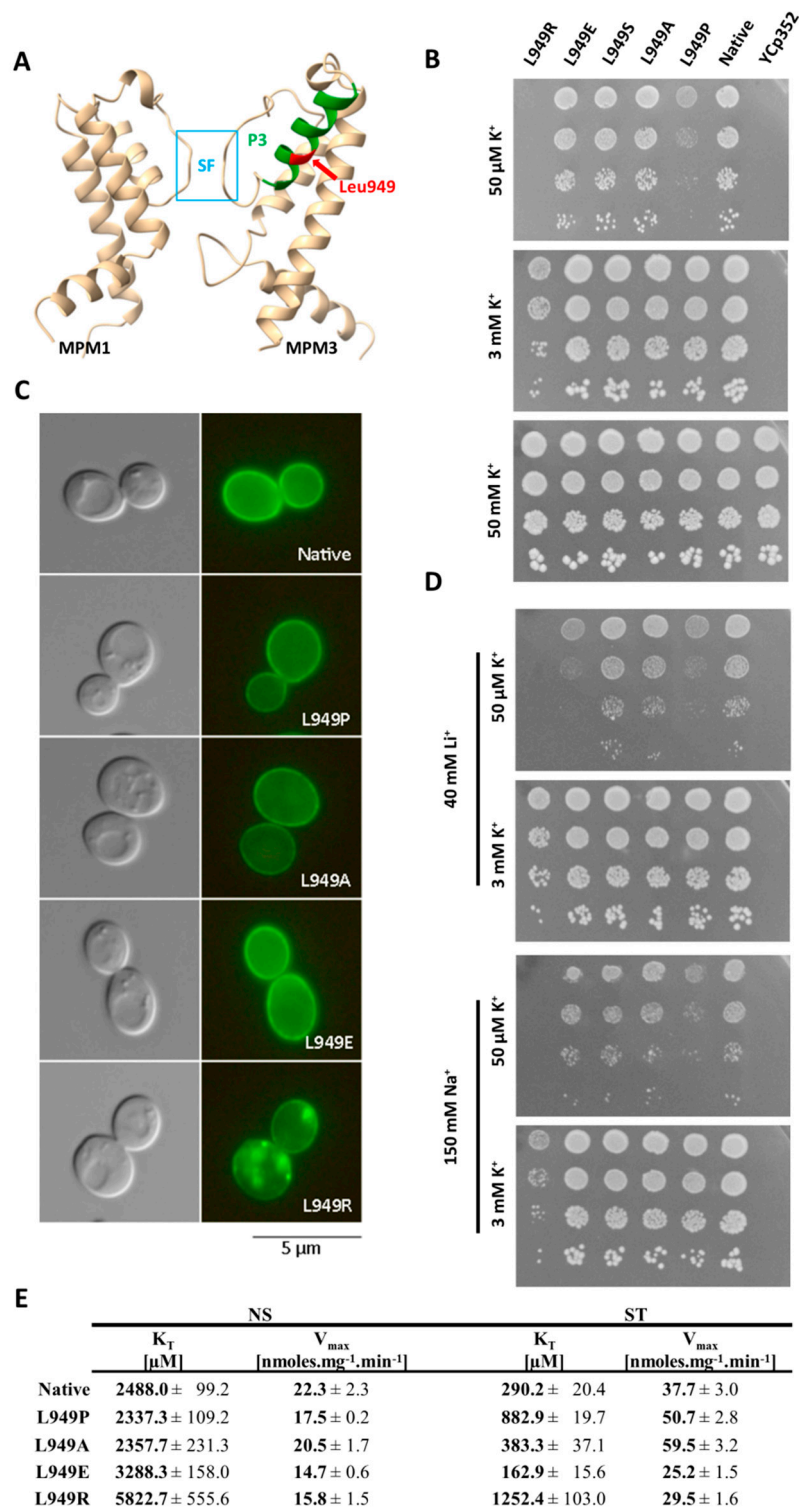 A
SF
P3
Leu949
MPM1
MPM3
B
L949R
L949E
L949S
L949A
L949P
Native
YCp352
50 µM K⁺
3 mM K⁺
50 mM K⁺
C
Native
L949P
L949A
L949E
L949R
5 µm
D
40 mM Li⁺
50 µM K⁺
3 mM K⁺
150 mM Na⁺
50 µM K⁺
3 mM K⁺
E
NS ST
K_T V_max K_T V_max
[µM] [nmoles.mg⁻¹.min⁻¹] [µM] [nmoles.mg⁻¹.min⁻¹]
Native 2488.0 ± 99.2 22.3 ± 2.3 290.2 ± 20.4 37.7 ± 3.0
L949P 2337.3 ± 109.2 17.5 ± 0.2 882.9 ± 19.7 50.7 ± 2.8
L949A 2357.7 ± 231.3 20.5 ± 1.7 383.3 ± 37.1 59.5 ± 3.2
L949E 3288.3 ± 158.0 14.7 ± 0.6 162.9 ± 15.6 25.2 ± 1.5
L949R 5822.7 ± 555.6 15.8 ± 1.5 1252.4 ± 103.0 29.5 ± 1.6